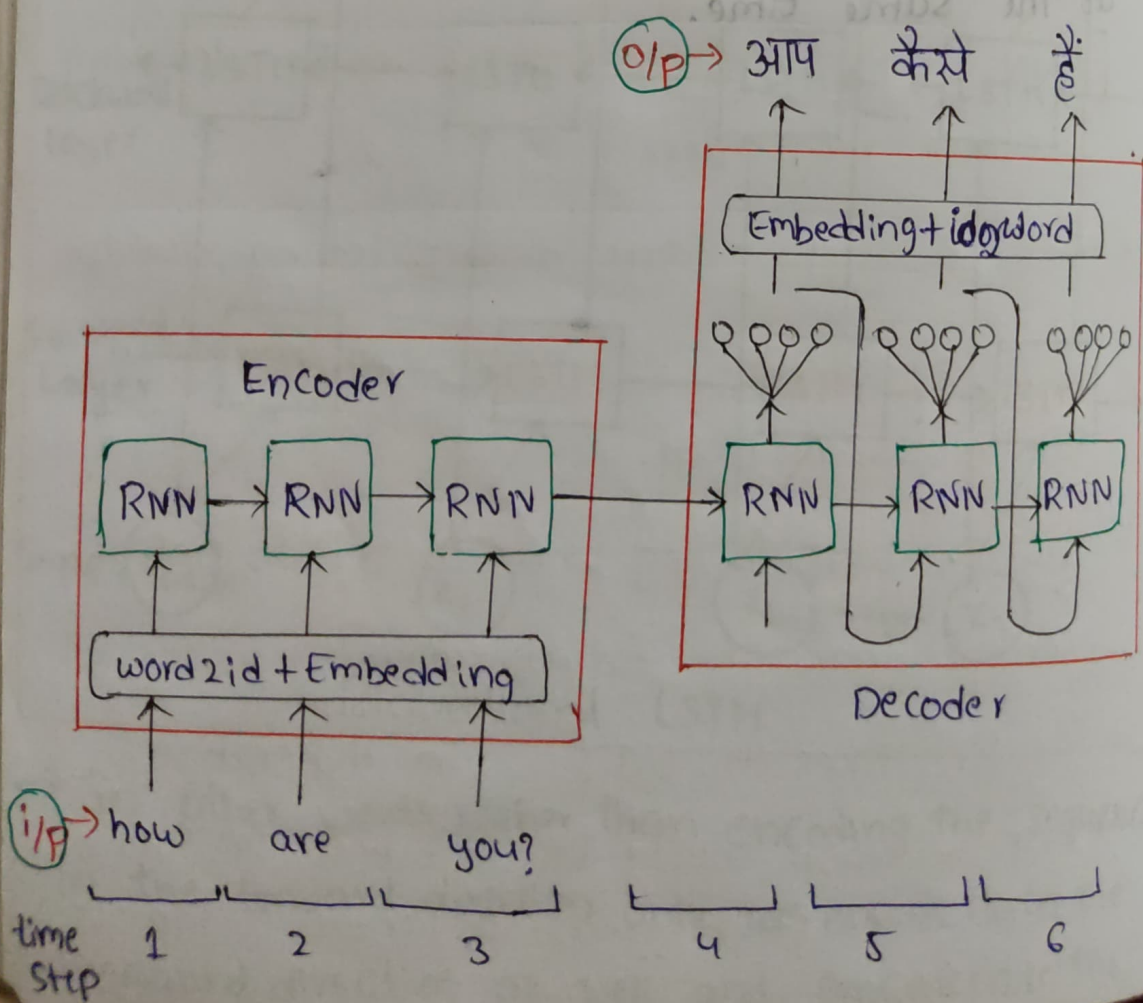 O/p → आप कैसे हैं
Embedding + id2word
Encoder
RNN RNN RNN RNN RNN RNN
word2id + Embedding
Decoder
i/p → how are you?
time step 1 2 3 4 5 6